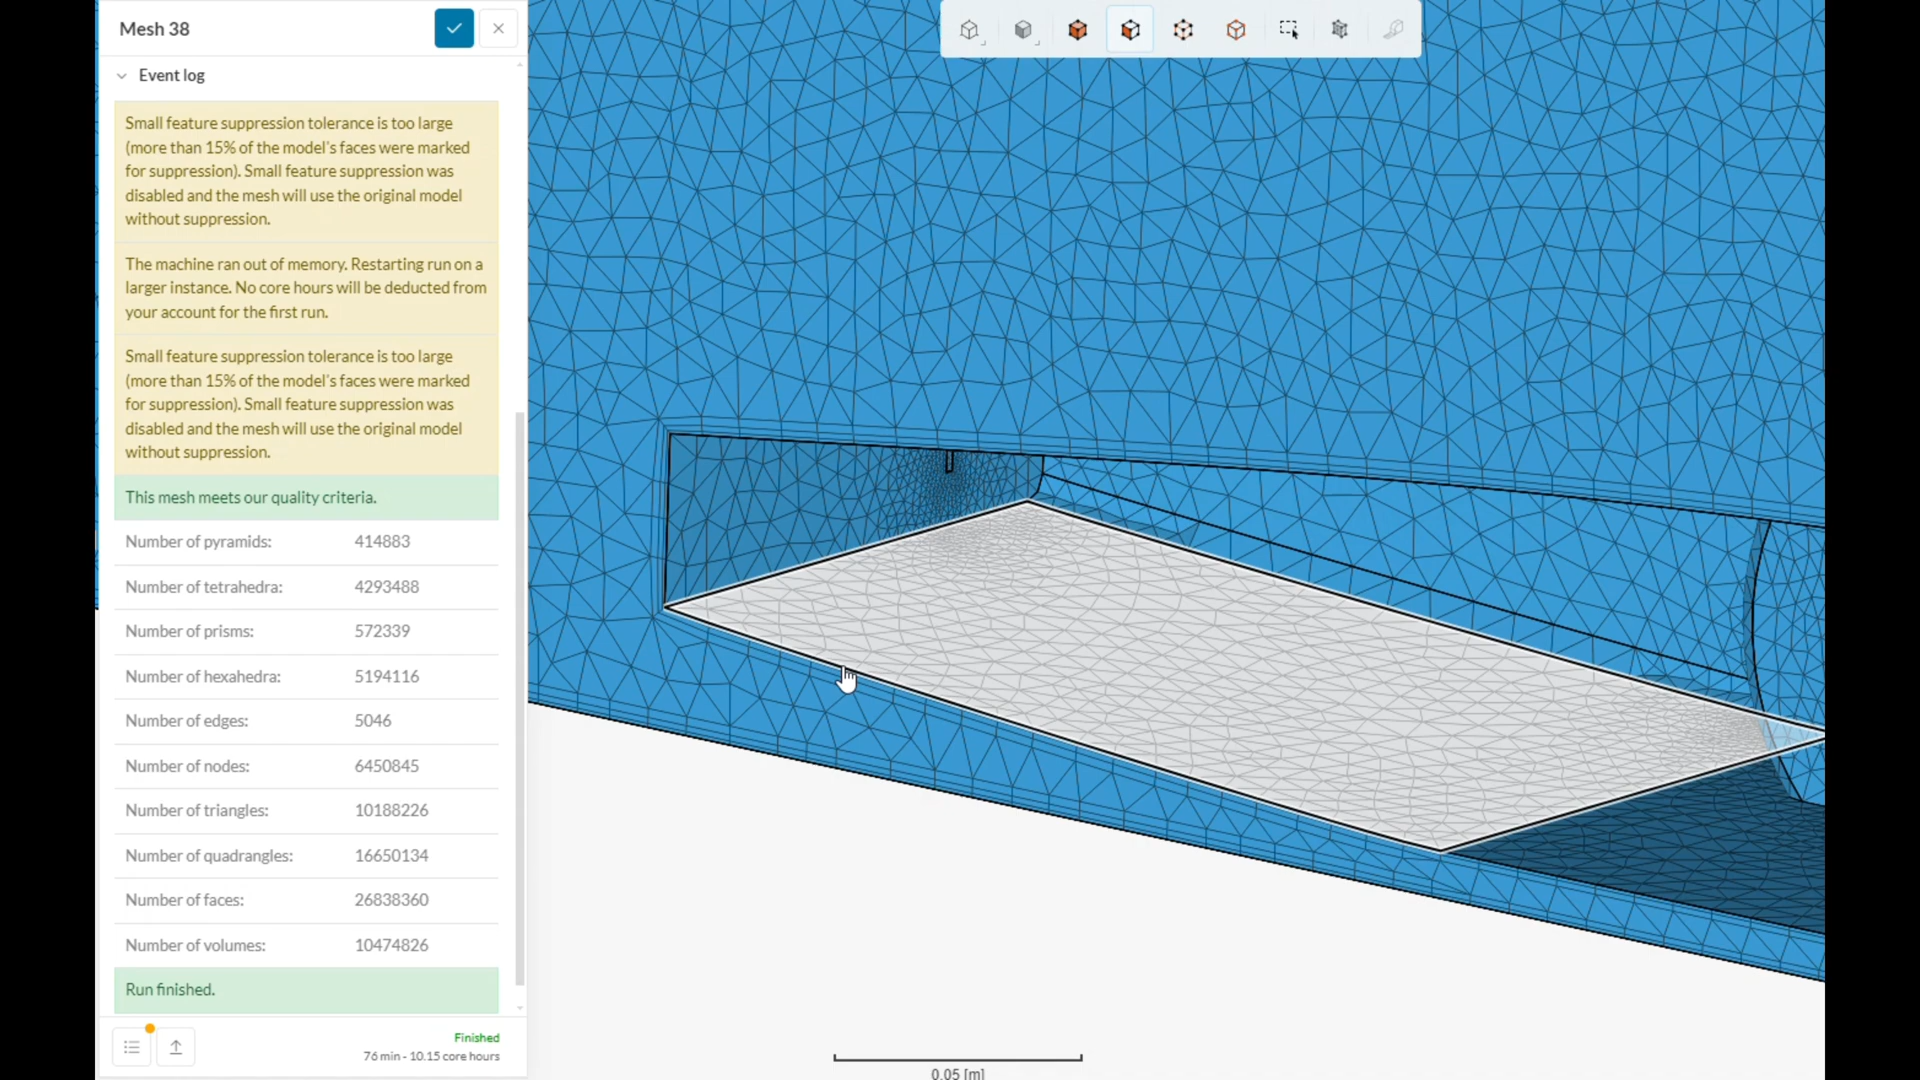 Mesh 38
Event log
Small feature suppression tolerance is too large
(more than 15% of the model's faces were marked
for suppression). Small feature suppression was
disabled and the mesh will use the original model
without suppression.
The machine ran out of memory. Restarting run on a
larger instance. No core hours will be deducted from
your account for the first run.
Small feature suppression tolerance is too large
(more than 15% of the model's faces were marked
for suppression). Small feature suppression was
disabled and the mesh will use the original model
without suppression.
This mesh meets our quality criteria.
Number of pyramids: 414883
Number of tetrahedra: 4293488
Number of prisms: 572339
Number of hexahedra: 5194116
Number of edges: 5046
Number of nodes: 6450845
Number of triangles: 10188226
Number of quadrangles: 16650134
Number of faces: 26838360
Number of volumes: 10474826
Run finished.
Finished
76 min - 10.15 core hours
0.05 [m]